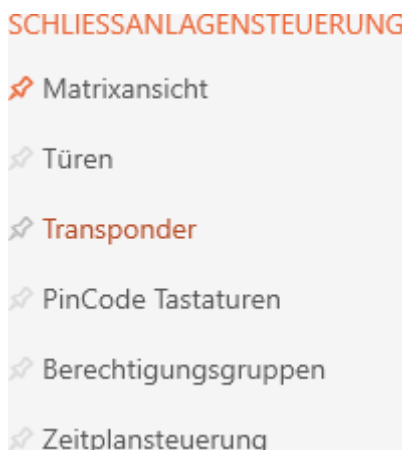 SCHLIESSANLAGENSTEUERUNG
Matrixansicht
Türen
Transponder
PinCode Tastaturen
Berechtigungsgruppen
Zeitplansteuerung